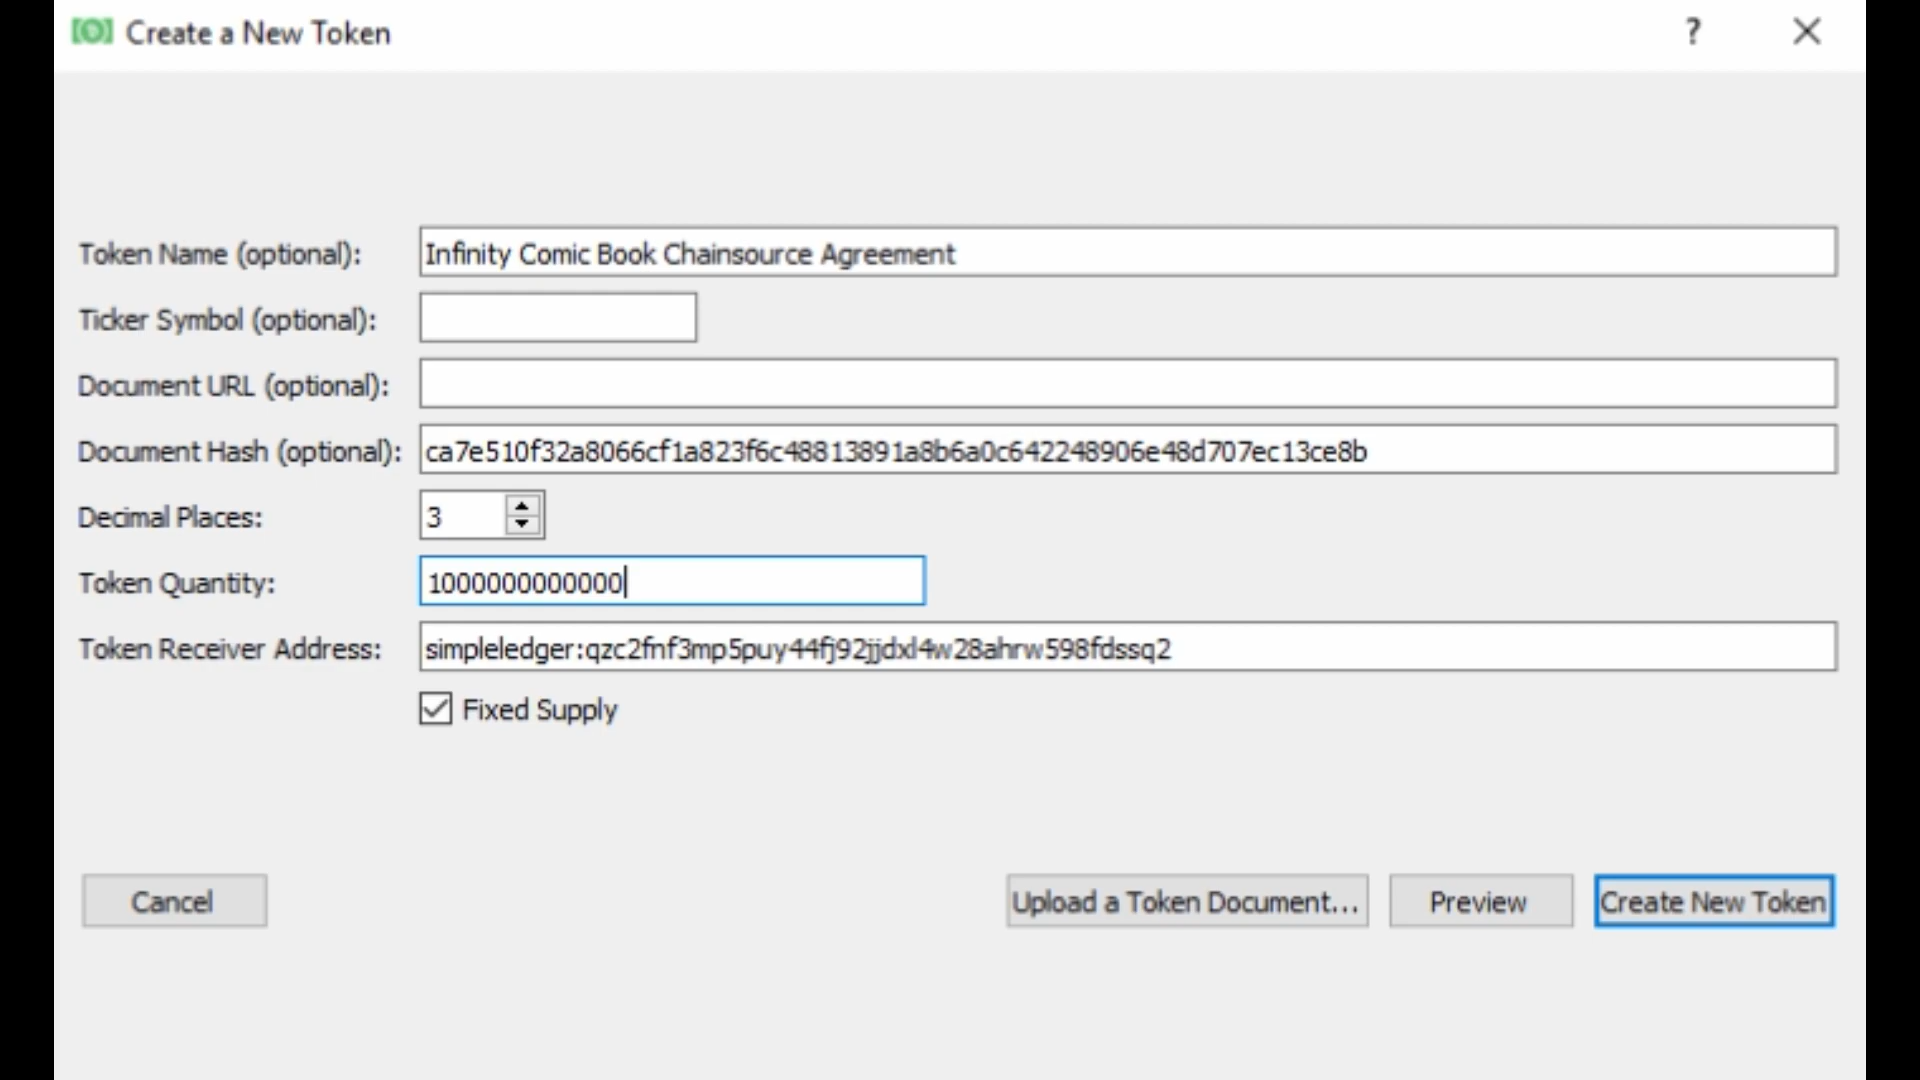 Create a New Token ?
Token Name (optional): Infinity Comic Book Chainsource Agreement
Ticker Symbol (optional):
Document URL (optional):
Document Hash (optional): ca7e510f32a8066cf1a823f6c48813891a8b6a0c642248906e48d707ec13ce8b
Decimal Places: 3
Token Quantity: 1000000000000
Token Receiver Address: simpleledger:qzc2fnf3mp5puy44fj92jjdxl4w28ahrw598fdssq2
Fixed Supply
Cancel Upload a Token Document... Preview Create New Token